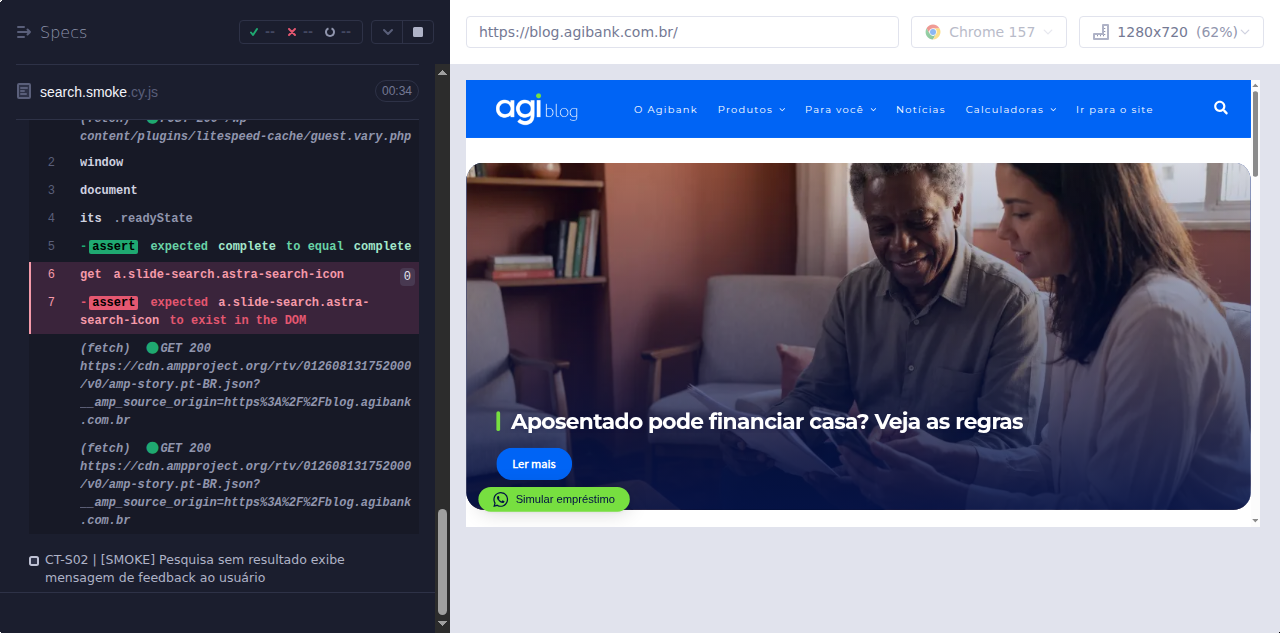 Specs
-- -- --
https://blog.agibank.com.br/
Chrome 157
1280x720 (62%)
search.smoke.cy.js
00:34
content/plugins/litespeed-cache/guest.vary.php
2 window
3 document
4 its .readyState
5 -assert expected complete to equal complete
6 get a.slide-search.astra-search-icon 0
7 -assert expected a.slide-search.astra-
search-icon to exist in the DOM
(fetch) GET 200
https://cdn.ampproject.org/rtv/012608131752000
/v0/amp-story.pt-BR.json?
__amp_source_origin=https%3A%2F%2Fblog.agibank
.com.br
(fetch) GET 200
https://cdn.ampproject.org/rtv/012608131752000
/v0/amp-story.pt-BR.json?
__amp_source_origin=https%3A%2F%2Fblog.agibank
.com.br
CT-S02 | [SMOKE] Pesquisa sem resultado exibe
mensagem de feedback ao usuário
agi blog
O Agibank Produtos Para você Notícias Calculadoras Ir para o site
Aposentado pode financiar casa? Veja as regras
Ler mais
Simular empréstimo